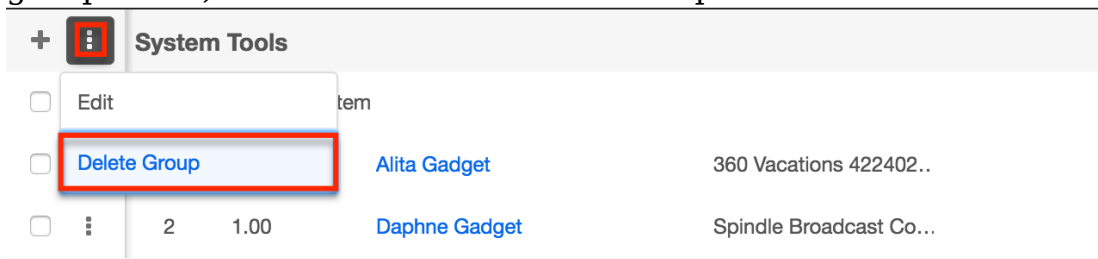 System Tools
Edit tem
Delete Group Alita Gadget 360 Vacations 422402..
2 1.00 Daphne Gadget Spindle Broadcast Co...